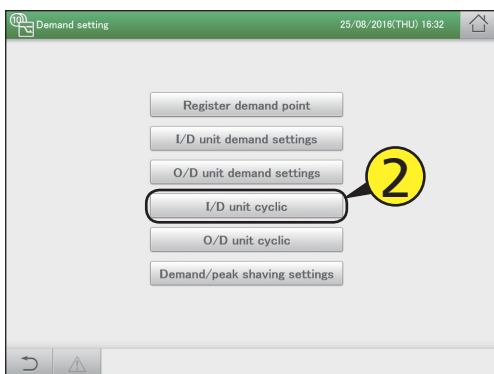 10 Demand setting 25/08/2016(THU) 16:32
Register demand point
I/D unit demand settings
O/D unit demand settings
I/D unit cyclic
2
O/D unit cyclic
Demand/peak shaving settings